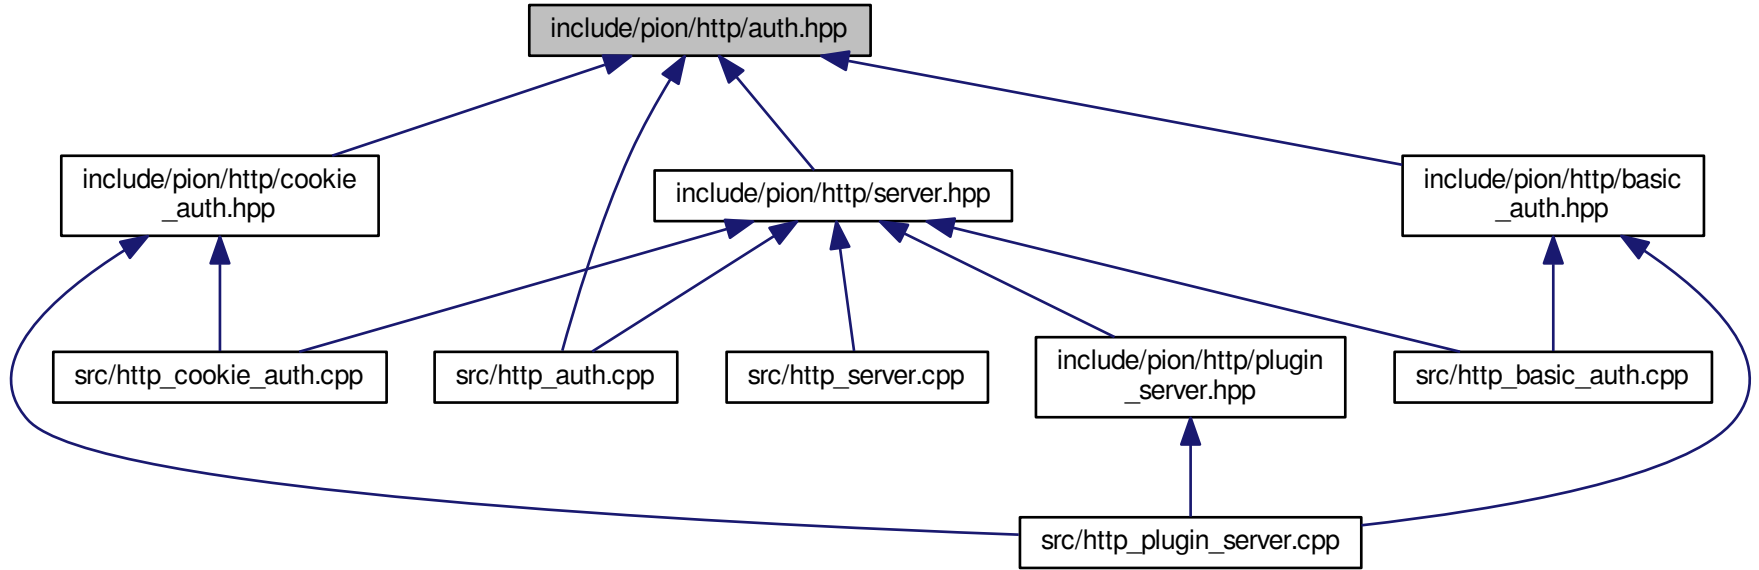 include/pion/http/auth.hpp
include/pion/http/cookie
_auth.hpp
include/pion/http/server.hpp
include/pion/http/basic
_auth.hpp
src/http_cookie_auth.cpp
src/http_auth.cpp
src/http_server.cpp
include/pion/http/plugin
_server.hpp
src/http_basic_auth.cpp
src/http_plugin_server.cpp